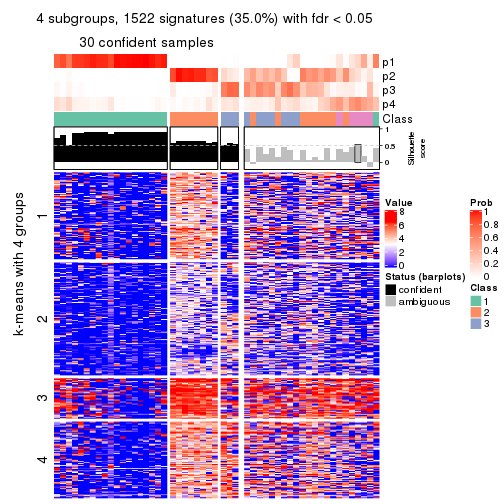 4 subgroups, 1522 signatures (35.0%) with fdr < 0.05
30 confident samples
p1
p2
p3
p4
Class
1
0.5
0
Silhouette
score
k-means with 4 groups
1
2
3
4
Value
8
6
4
2
0
Status (barplots)
confident
ambiguous
Prob
1
0.8
0.6
0.4
0.2
0
Class
1
2
3